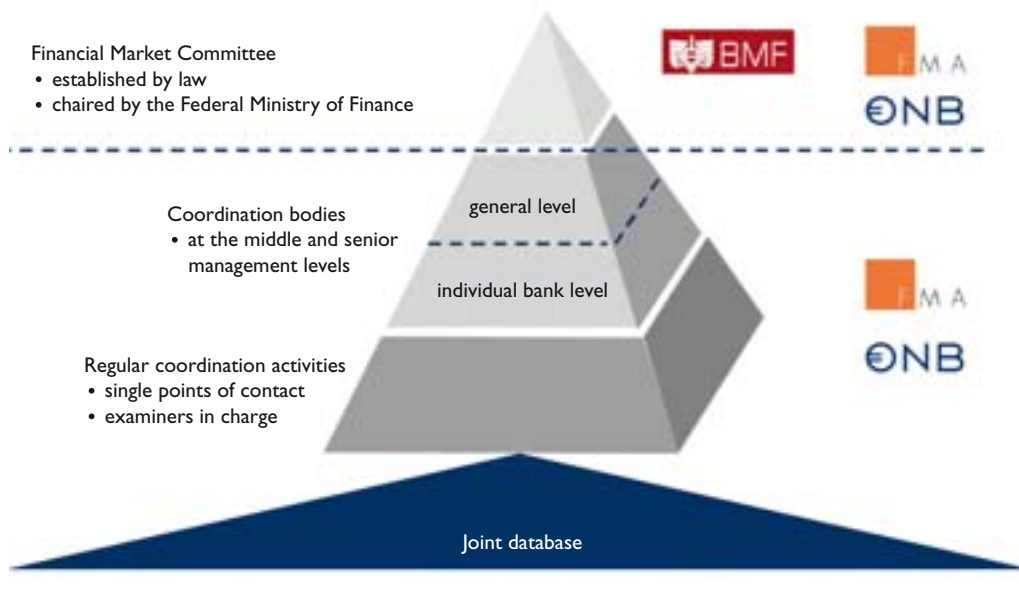 Financial Market Committee
• established by law
• chaired by the Federal Ministry of Finance
BMF
FMA
ONB
Coordination bodies
• at the middle and senior
management levels
general level
individual bank level
FMA
ONB
Regular coordination activities
• single points of contact
• examiners in charge
Joint database